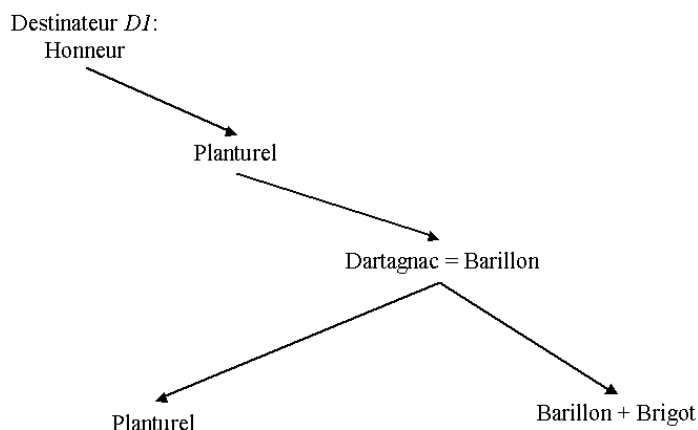 Destinateur D1:
Honneur
Planturel
Dartagnac = Barillon
Planturel
Barillon + Brigot